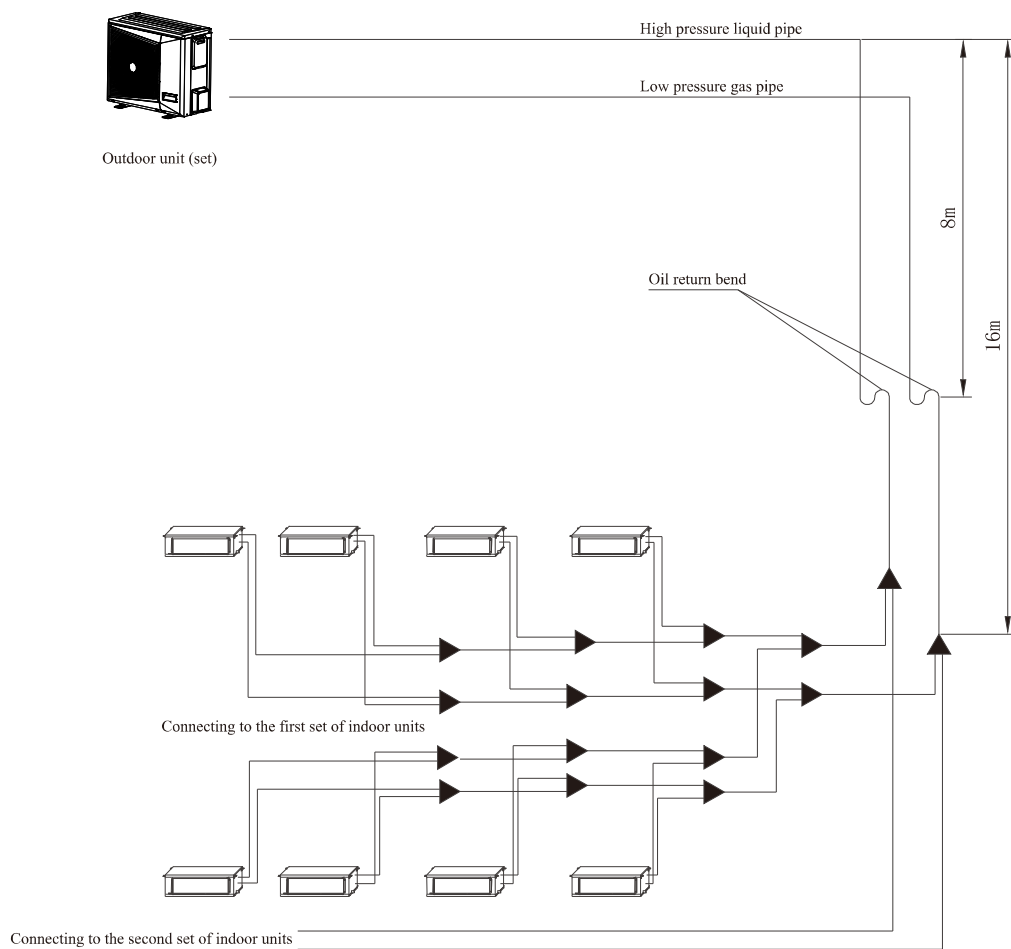 High pressure liquid pipe
Low pressure gas pipe
Outdoor unit (set)
8m
Oil return bend
16m
Connecting to the first set of indoor units
Connecting to the second set of indoor units